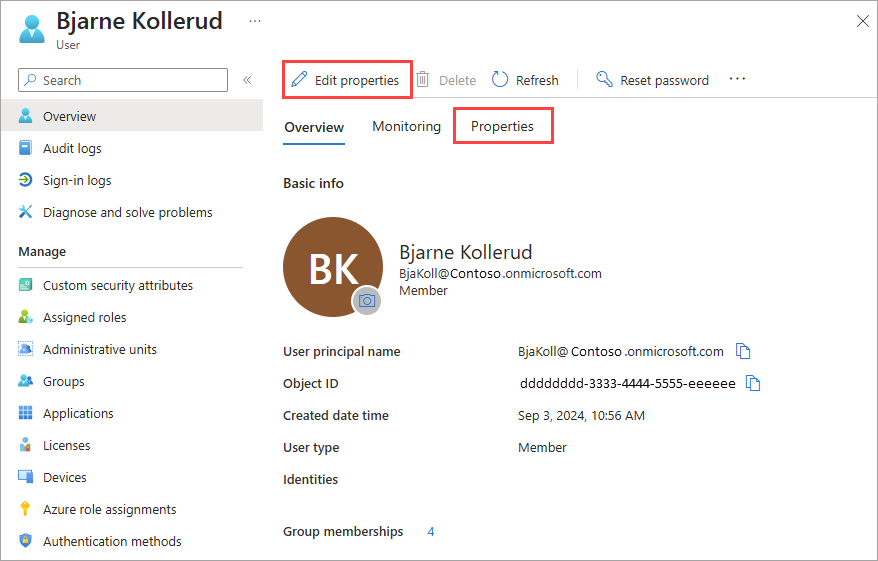 Bjarne Kollerud ...
User
Search «
Overview
Audit logs
Sign-in logs
Diagnose and solve problems
Manage
Custom security attributes
Assigned roles
Administrative units
Groups
Applications
Licenses
Devices
Azure role assignments
Authentication methods
Edit properties Delete Refresh Reset password ...
Overview Monitoring Properties
Basic info
BK
Bjarne Kollerud
BjaKoll@Contoso.onmicrosoft.com
Member
User principal name BjaKoll@ Contoso .onmicrosoft.com
Object ID dddddddd-3333-4444-5555-eeeeee
Created date time Sep 3, 2024, 10:56 AM
User type Member
Identities
Group memberships 4